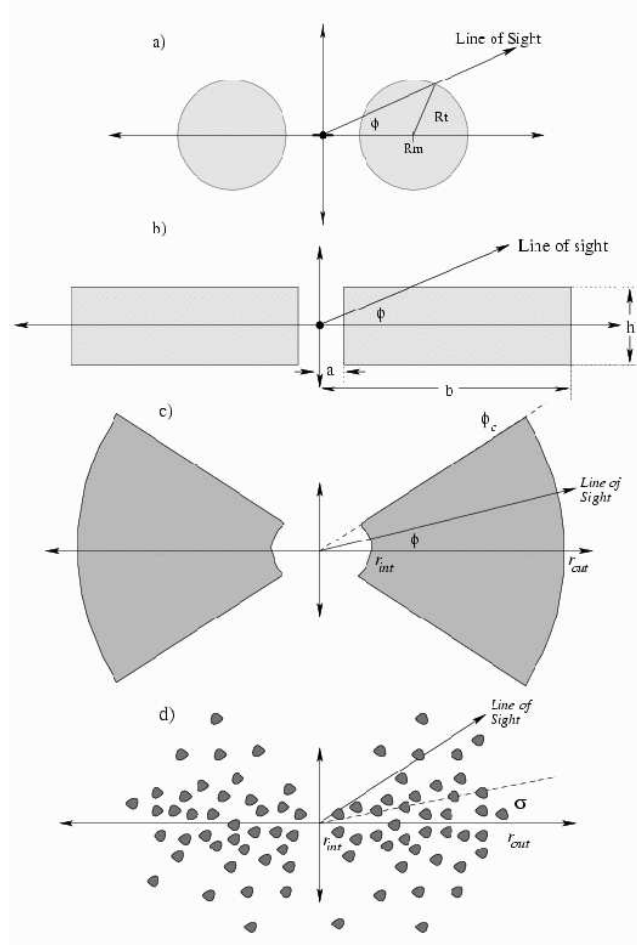 a)
Line of Sight
ϕ
Rt
Rm
b)
Line of sight
ϕ
h
a
b
c)
ϕc
Line of
Sight
ϕ
rint
rout
d)
Line of
Sight
σ
rint
rout